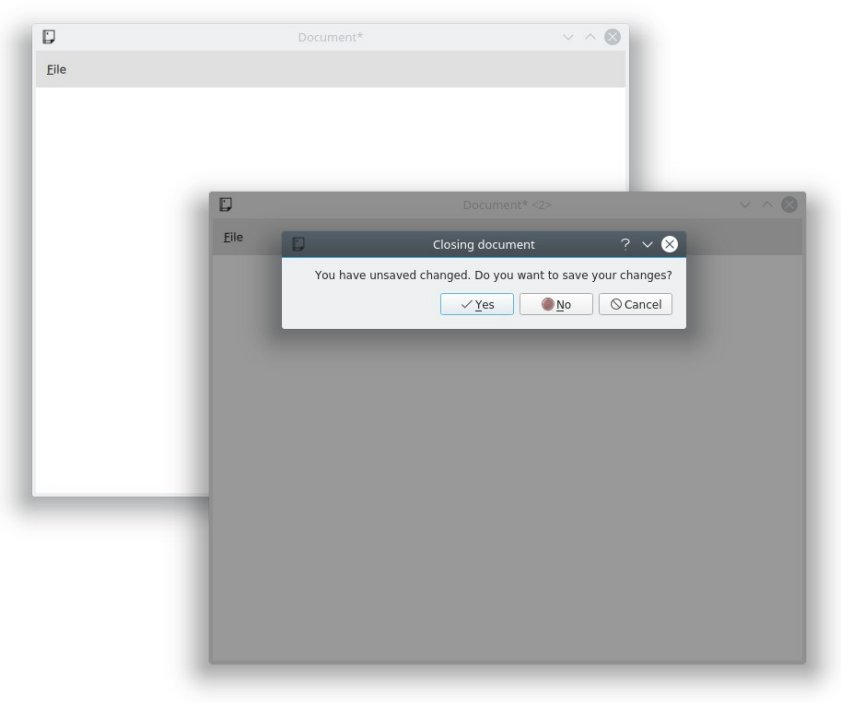 Document*
File
Document* <2>
File
Closing document
You have unsaved changed. Do you want to save your changes?
Yes No Cancel